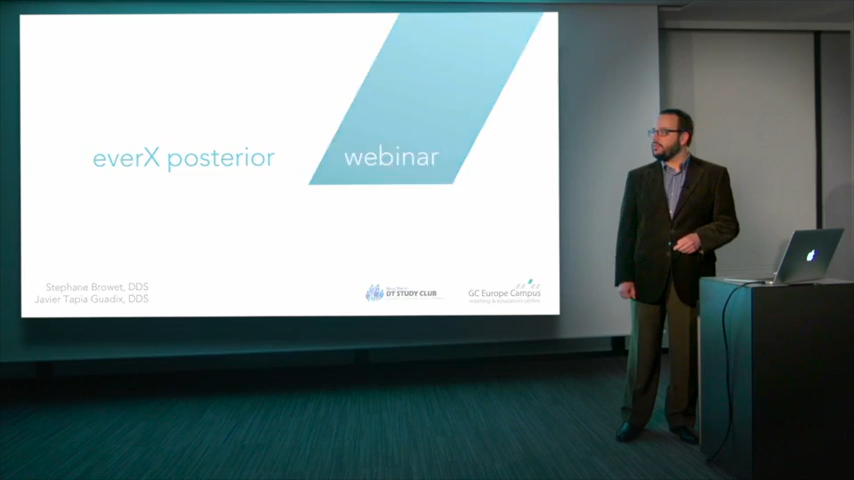 everX posterior
webinar
Stephane Browet, DDS
Javier Tapia Guadix, DDS
DT STUDY CLUB
GC Europe Campus